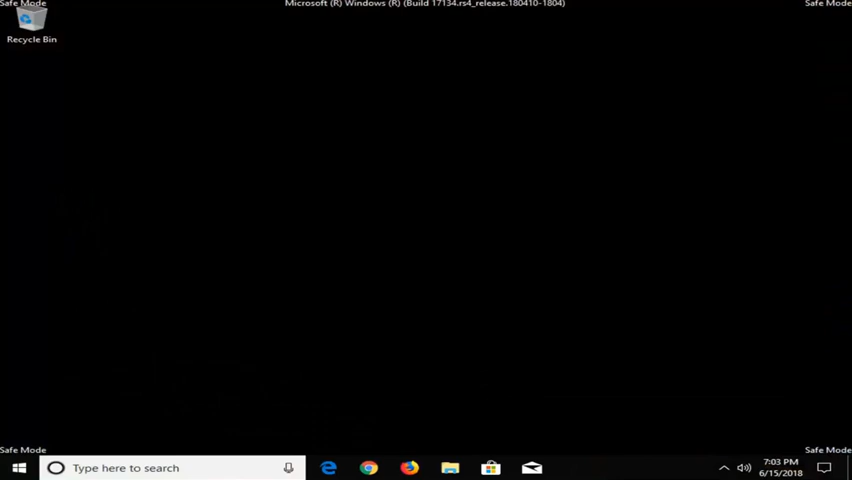 Safe Mode
Microsoft (R) Windows (R) (Build 17134.rs4_release.180410-1804)
Safe Mode
Recycle Bin
Safe Mode
Safe Mode
Type here to search
7:03 PM
6/15/2018